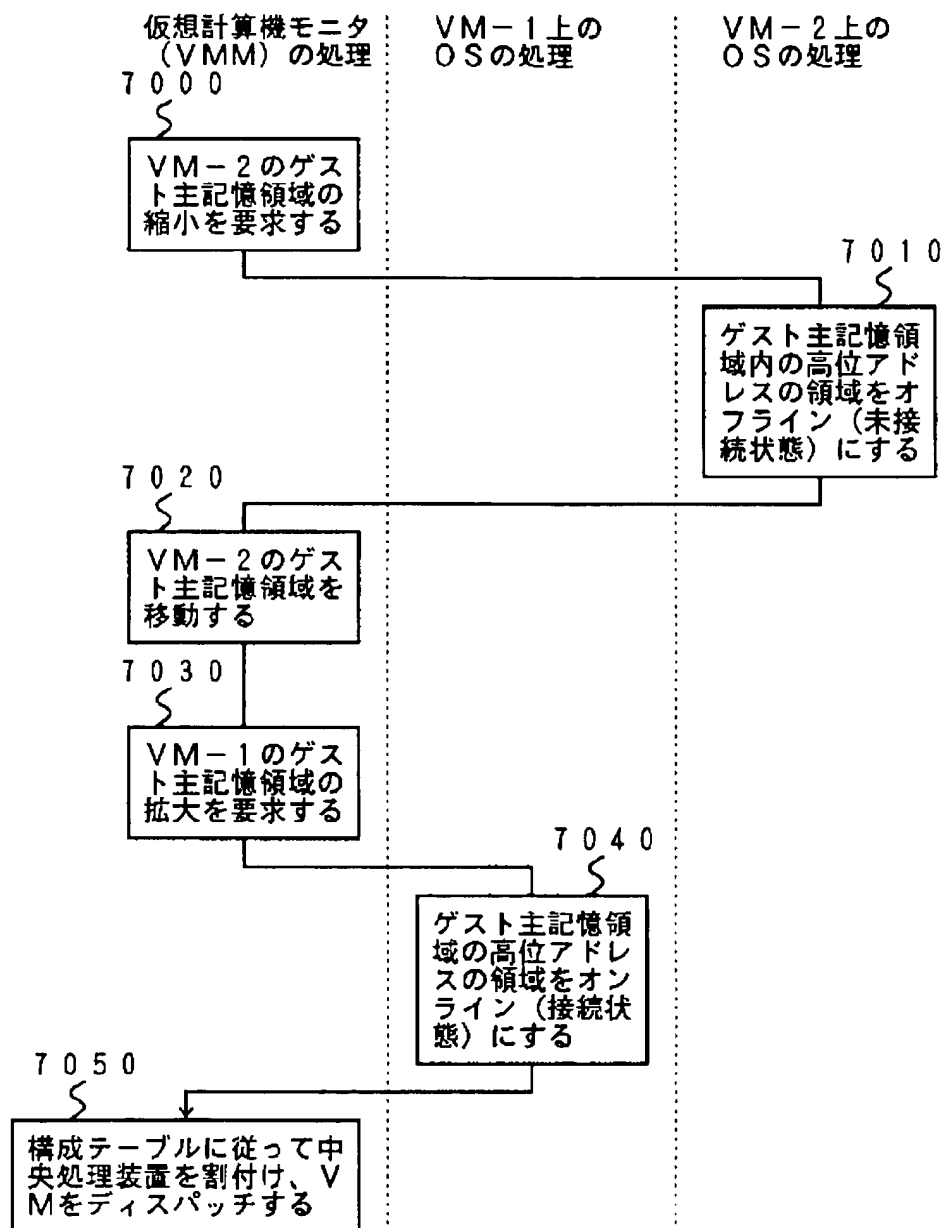 仮想計算機モニタ
（VMM）の処理
VM－1上の
OSの処理
VM－2上の
OSの処理
7000
VM－2のゲス
ト主記憶領域の
縮小を要求する
7010
ゲスト主記憶領
域内の高位アド
レスの領域をオ
フライン（未接
続状態）にする
7020
VM－2のゲス
ト主記憶領域を
移動する
7030
VM－1のゲス
ト主記憶領域の
拡大を要求する
7040
ゲスト主記憶領
域の高位アドレ
スの領域をオン
ライン（接続状
態）にする
7050
構成テーブルに従って中
央処理装置を割付け、V
Mをディスパッチする